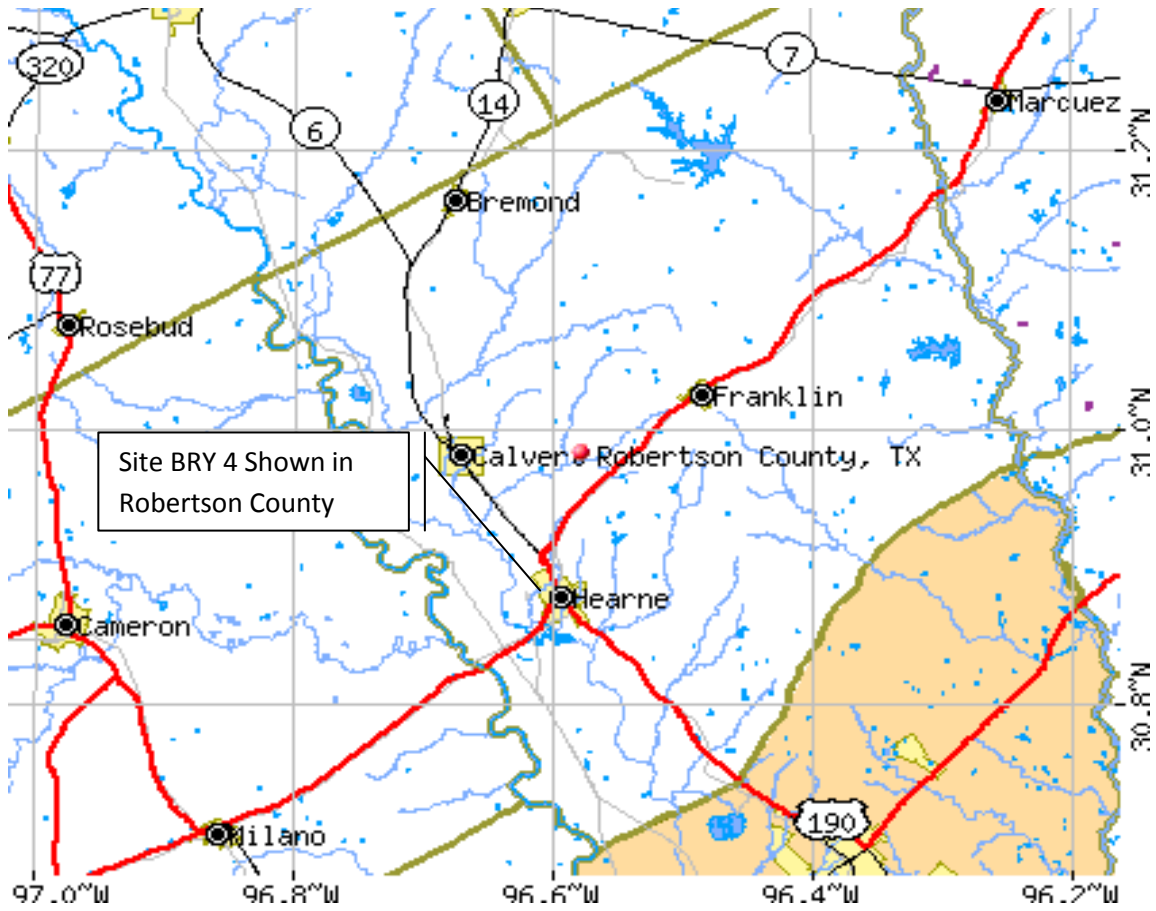 320
7
14
6
Marquez
31.2~N
Bremond
77
Rosebud
Franklin
31.0~N
Site BRY 4 Shown in
Robertson County
Calvert
Robertson County, TX
Hearne
Cameron
30.8~N
190
Milano
97.0~W
96.8~W
96.6~W
96.4~W
96.2~W